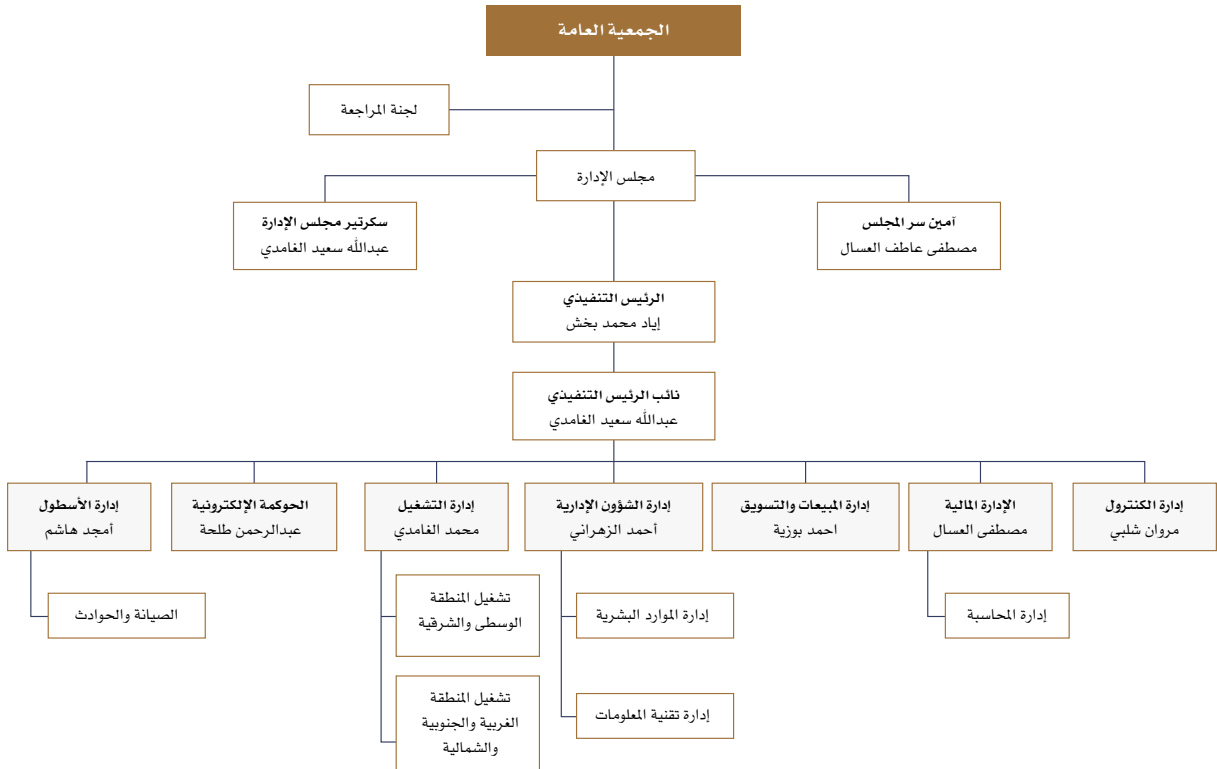 الجمعية العامة
لجنة المراجعة
مجلس الإدارة
آمين سر المجلس
مصطفى عاطف العسال
سكرتير مجلس الإدارة
عبدالله سعيد الغامدي
الرئيس التنفيذي
إياد محمد بخش
نائب الرئيس التنفيذي
عبدالله سعيد الغامدي
إدارة الكنترول
مروان شلبي
الإدارة المالية
مصطفى العسال
إدارة المبيعات والتسويق
احمد بوزية
إدارة الشؤون الإدارية
أحمد الزهراني
إدارة التشغيل
محمد الغامدي
الحوكمة الإلكترونية
عبدالرحمن طلحة
إدارة الأسطول
أمجد هاشم
إدارة المحاسبة
إدارة الموارد البشرية
تشغيل المنطقة
الوسطى والشرقية
الصيانة والحوادث
إدارة تقنية المعلومات
تشغيل المنطقة
الغربية والجنوبية
والشمالية